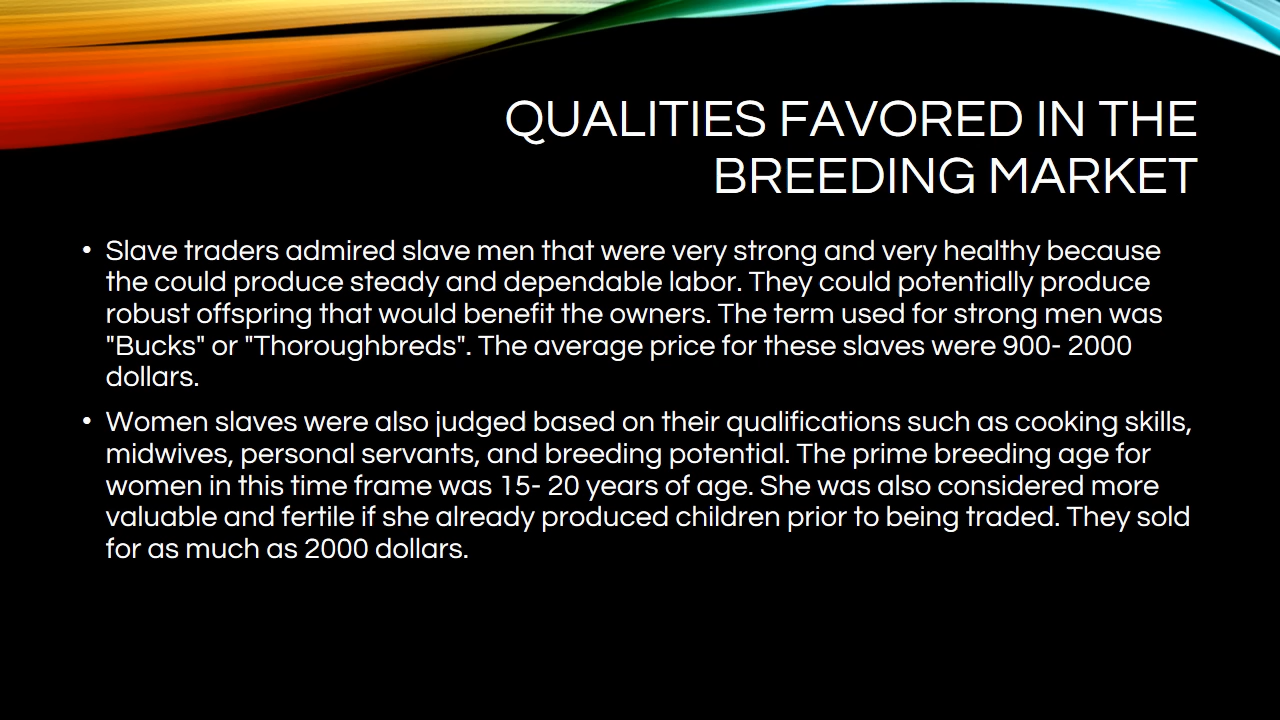 QUALITIES FAVORED IN THE
BREEDING MARKET
• Slave traders admired slave men that were very strong and very healthy because
the could produce steady and dependable labor. They could potentially produce
robust offspring that would benefit the owners. The term used for strong men was
"Bucks" or "Thoroughbreds". The average price for these slaves were 900- 2000
dollars.
• Women slaves were also judged based on their qualifications such as cooking skills,
midwives, personal servants, and breeding potential. The prime breeding age for
women in this time frame was 15- 20 years of age. She was also considered more
valuable and fertile if she already produced children prior to being traded. They sold
for as much as 2000 dollars.